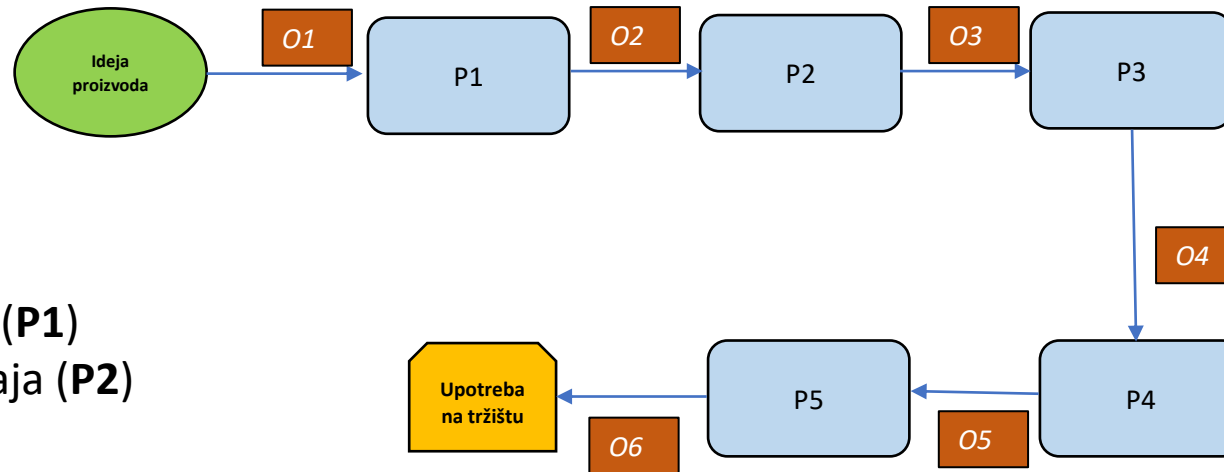 O1
O2
O3
Ideja
proizvoda
P1
P2
P3
O4
(P1)
aja (P2)
Upotreba
na tržištu
P5
P4
O6
O5